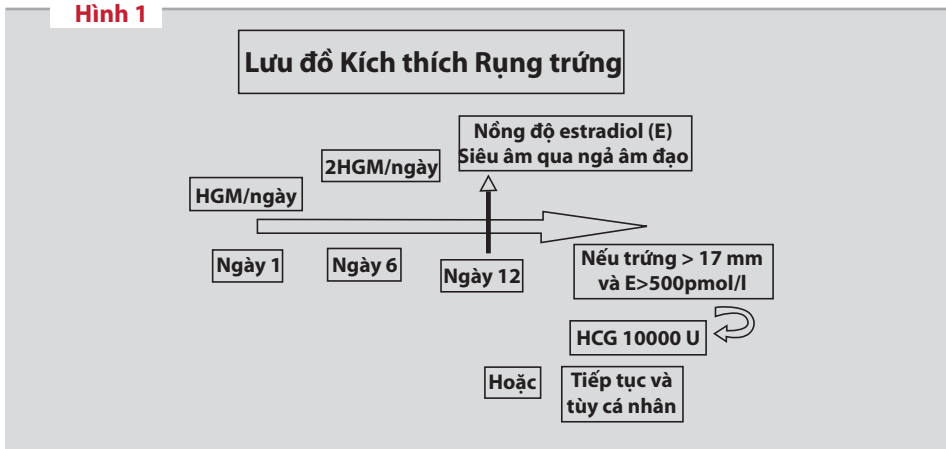 Hình 1
Lưu đồ Kích thích Rụng trứng
Nồng độ estradiol (E)
Siêu âm qua ngả âm đạo
2HGM/ngày
HGM/ngày
Ngày 1
Ngày 6
Ngày 12
Nếu trứng > 17 mm
và E>500pmol/l
HCG 10000 U
Hoặc
Tiếp tục và
tùy cá nhân